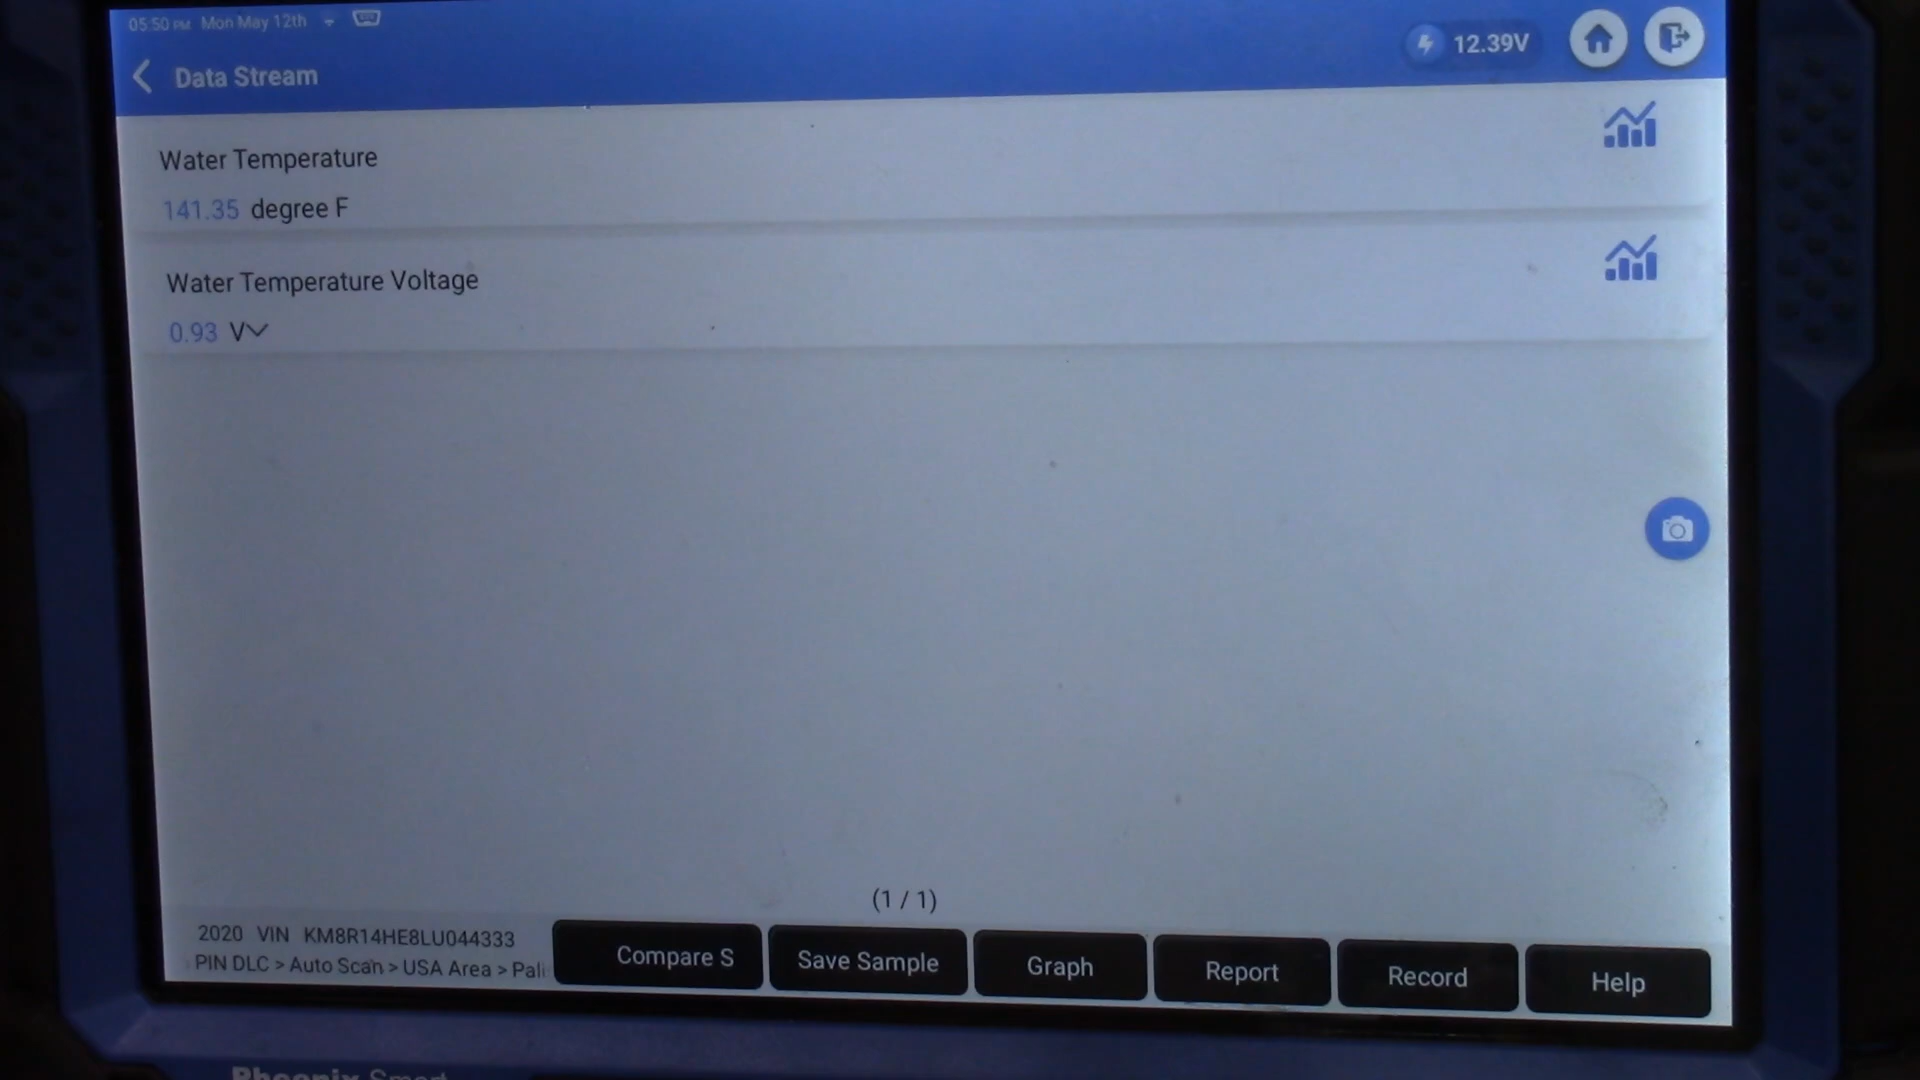 05:50 PM Mon May 12th
12.39V
Data Stream
Water Temperature
141.35 degree F
Water Temperature Voltage
0.93 V
(1 / 1)
2020 VIN KM8R14HE8LU044333
PIN DLC > Auto Scan > USA Area > Pali
Compare S
Save Sample
Graph
Report
Record
Help
Phoenix Smart